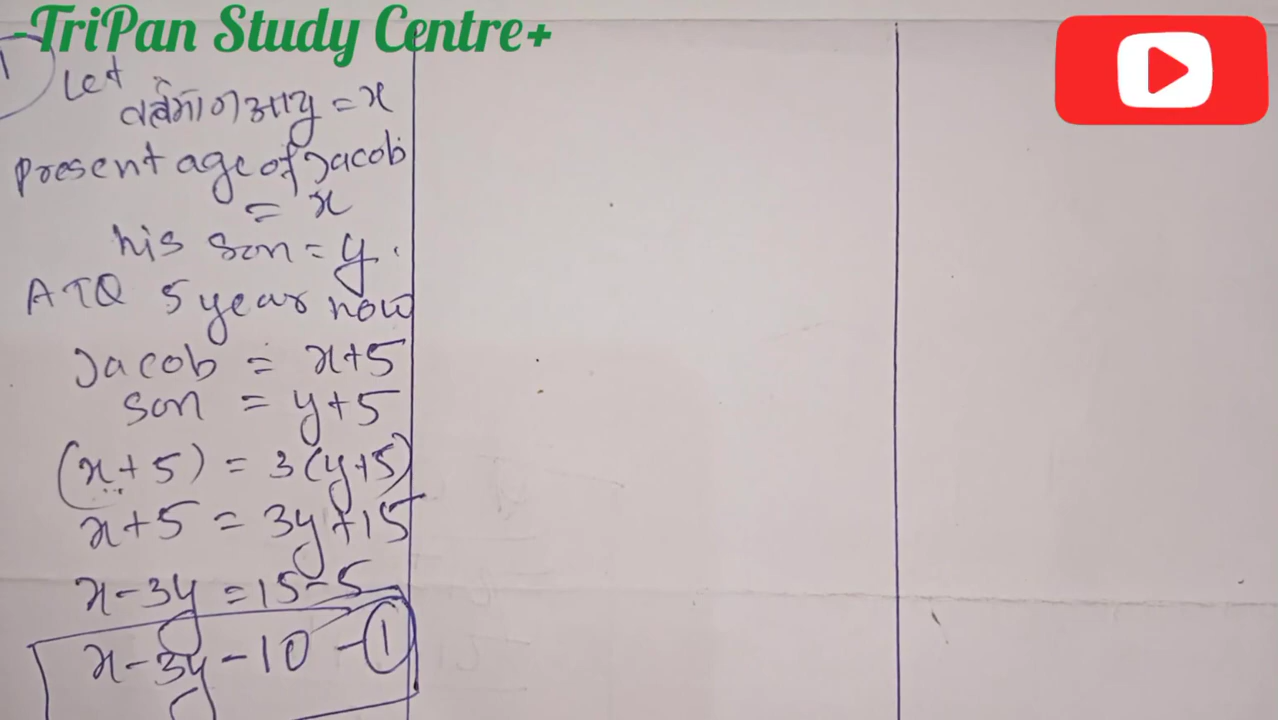 -TriPan Study Centre+
1
Let
वर्तमान आयु = x
Present age of Jacob
= x
his son = y.
ATQ 5 year now
Jacob = x+5
son = y+5
(x+5) = 3(y+5)
x+5 = 3y+15
x-3y = 15-5
x-3y-10 -①